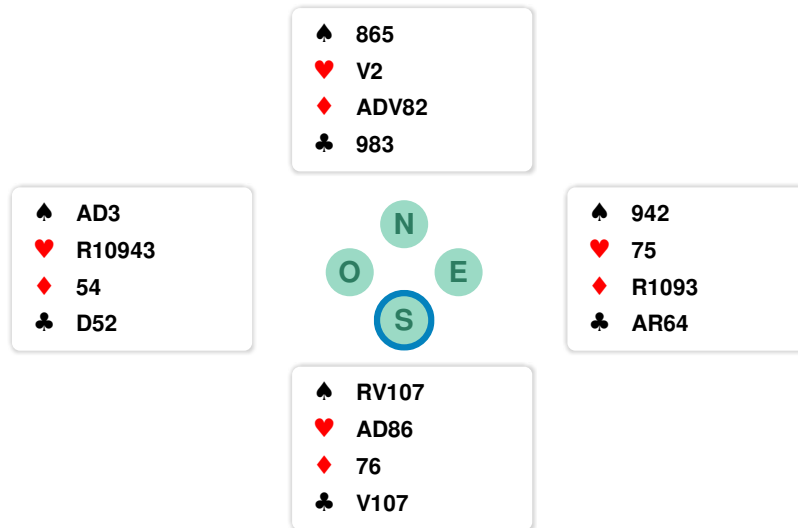 ♠ 865
♥ V2
♦ ADV82
♣ 983
♠ AD3
♥ R10943
♦ 54
♣ D52
N
O E
S
♠ 942
♥ 75
♦ R1093
♣ AR64
♠ RV107
♥ AD86
♦ 76
♣ V107